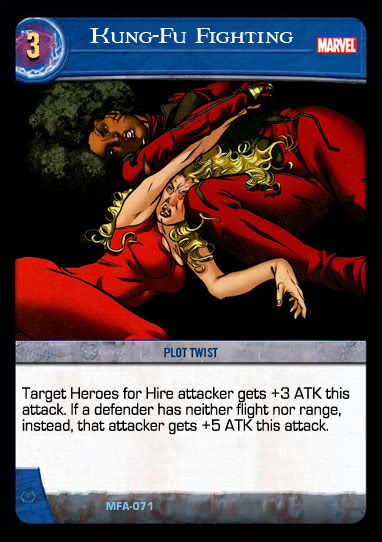 3
Kung-Fu Fighting
MARVEL
PLOT TWIST
Target Heroes for Hire attacker gets +3 ATK this
attack. If a defender has neither flight nor range,
instead, that attacker gets +5 ATK this attack.
MFA-071